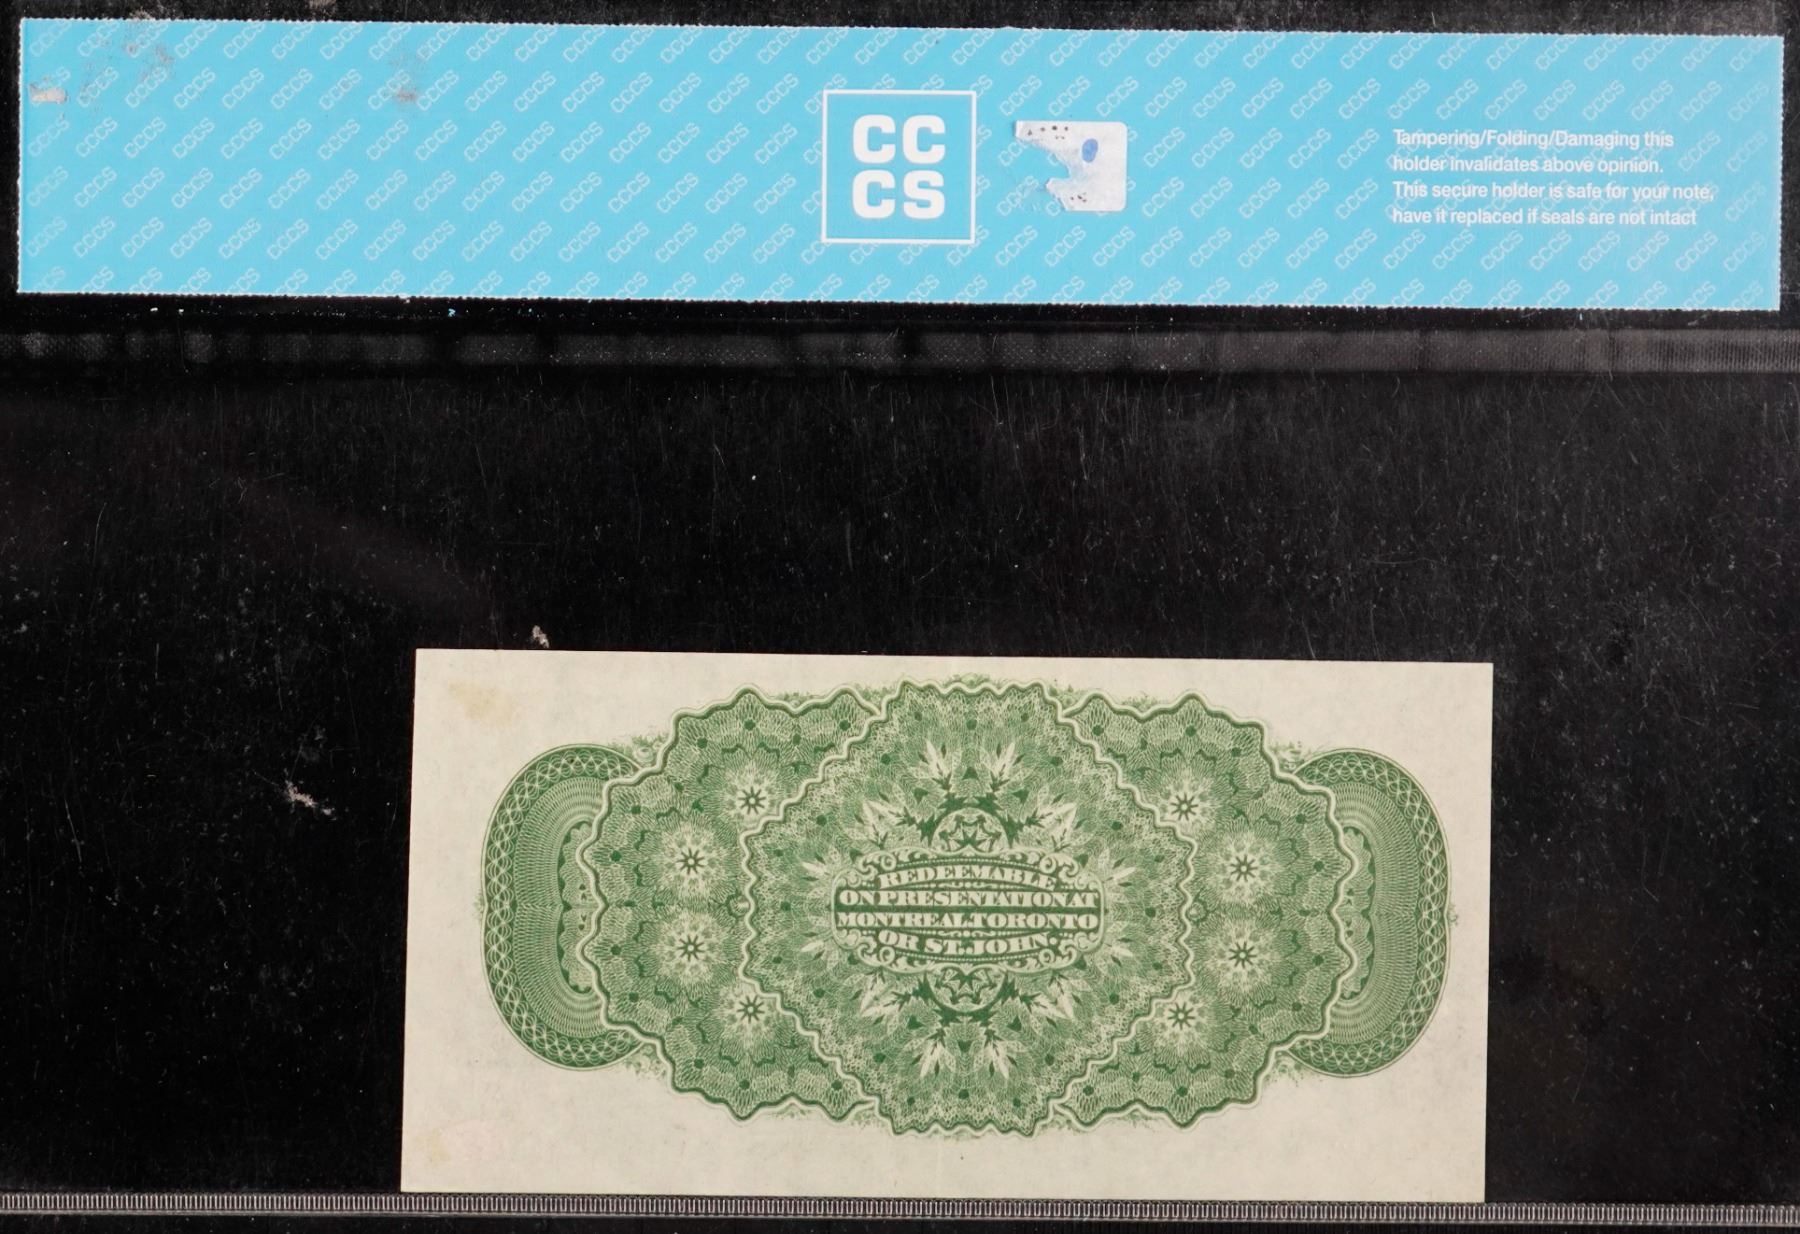 CC
CS
Tampering/Folding/Damaging this
holder invalidates above opinion.
This secure holder is safe for your note,
have it replaced if seals are not intact
REDEEMABLE
ON PRESENTATION AT
MONTREAL, TORONTO
OR ST. JOHN.